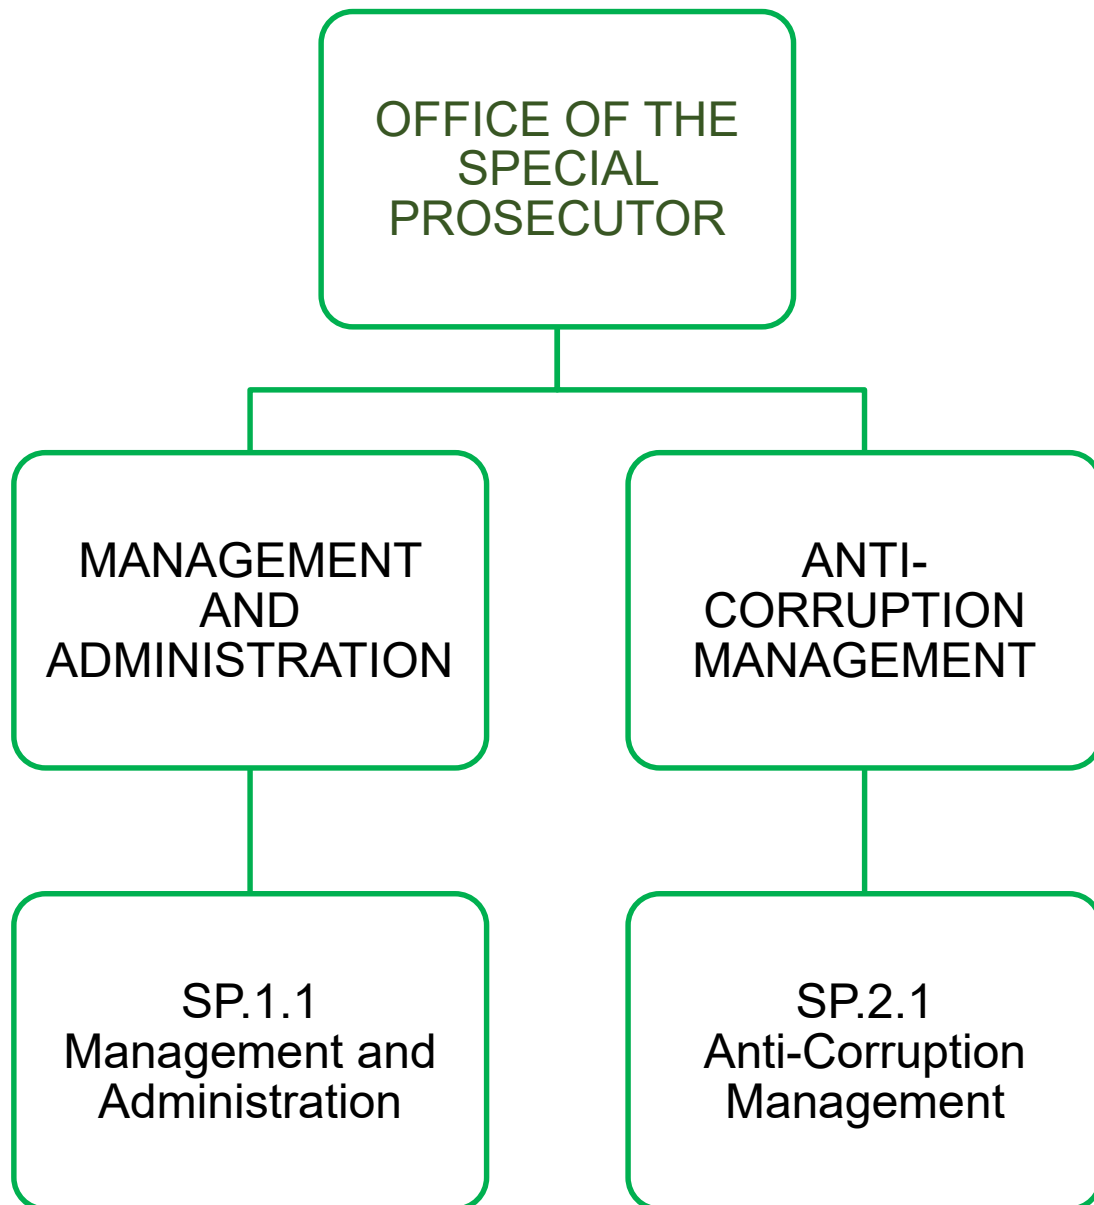 OFFICE OF THE
SPECIAL
PROSECUTOR
MANAGEMENT
AND
ADMINISTRATION
ANTI-
CORRUPTION
MANAGEMENT
SP.1.1
Management and
Administration
SP.2.1
Anti-Corruption
Management